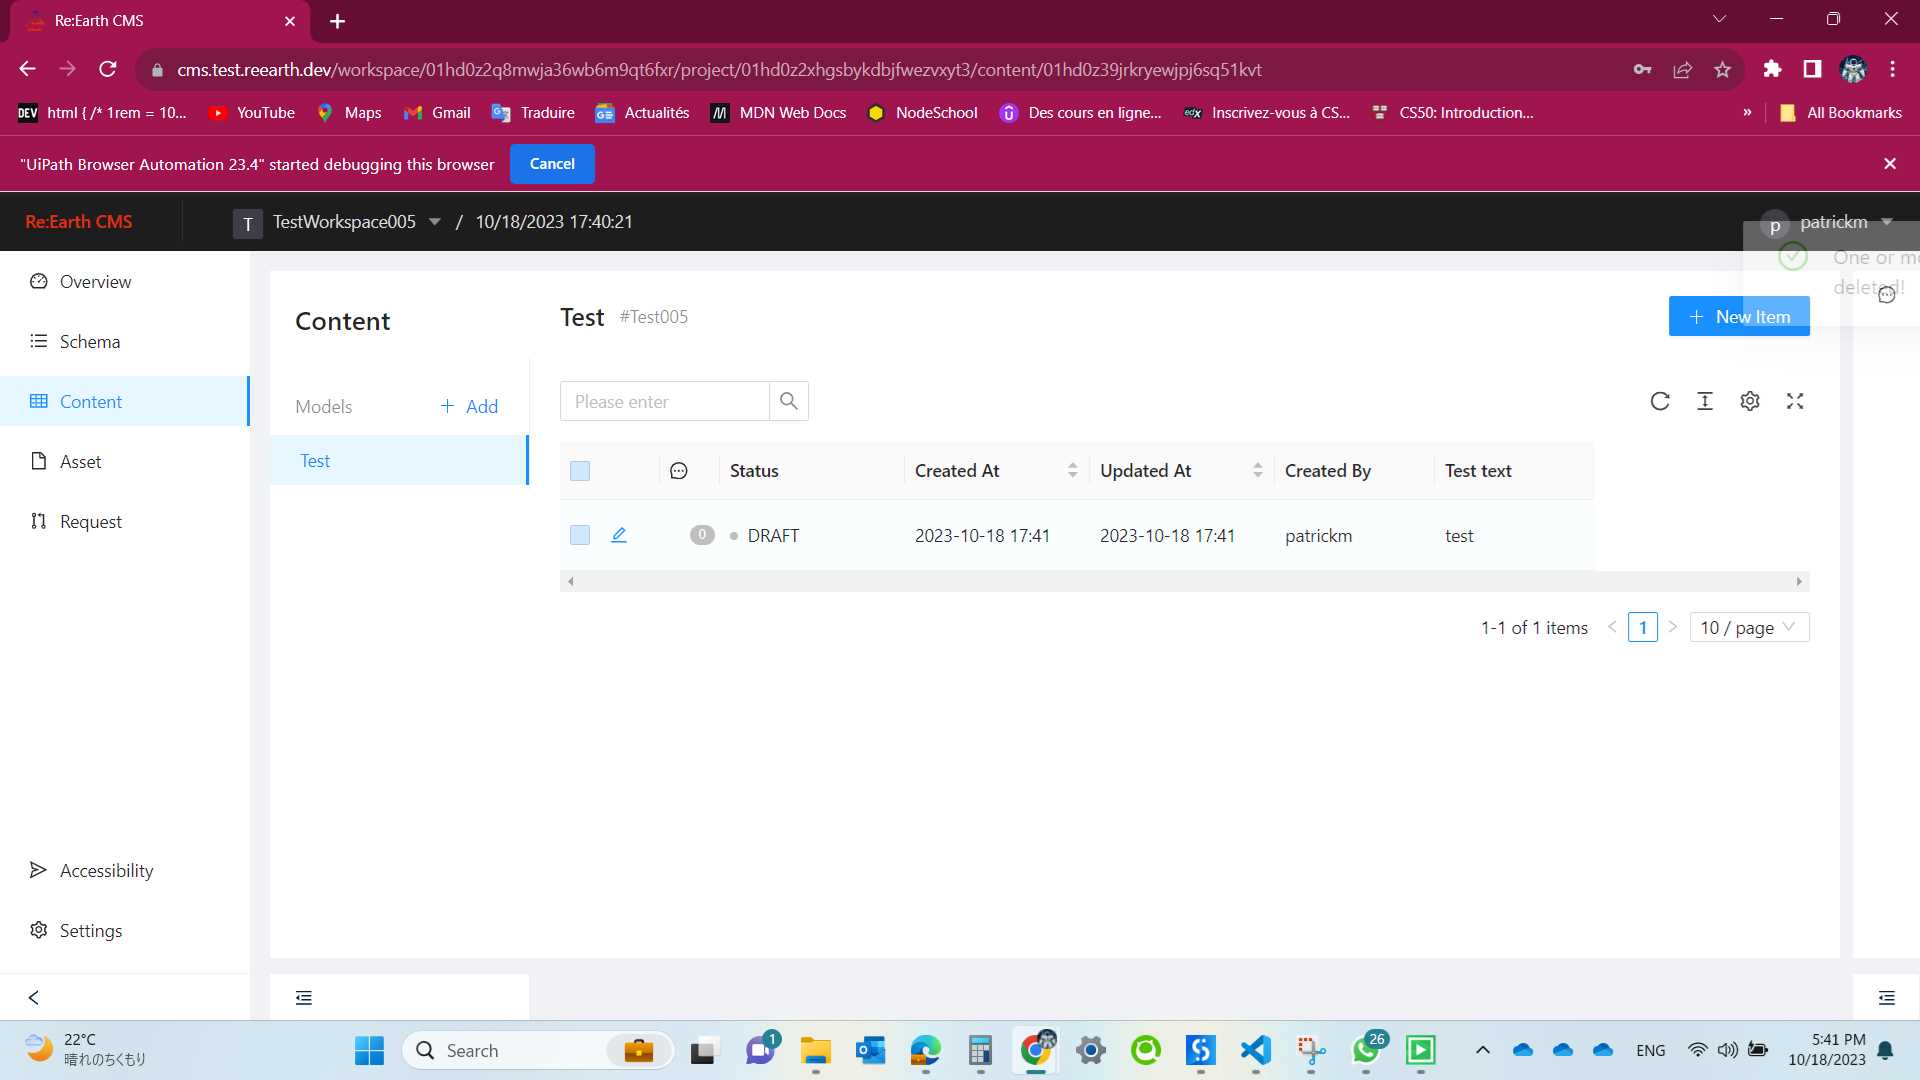 Re:Earth CMS
cms.test.reearth.dev/workspace/01hd0z2q8mwja36wb6m9qt6fxr/project/01hd0z2xhgsbykdbjfwezvxyt3/content/01hd0z39jrkryewjpj6sq51kvt
DEV html { /* 1rem = 10... YouTube Maps Gmail Traduire Actualités MDN Web Docs NodeSchool Des cours en ligne... edX Inscrivez-vous à CS... CS50: Introduction... » All Bookmarks
"UiPath Browser Automation 23.4" started debugging this browser Cancel
Re:Earth CMS T TestWorkspace005 / 10/18/2023 17:40:21 p patrickm
One or mo
deleted!
Overview
Schema
Content
Asset
Request
Accessibility
Settings
Content
Models + Add
Test
Test #Test005
+ New Item
Please enter
Status Created At Updated At Created By Test text
0 DRAFT 2023-10-18 17:41 2023-10-18 17:41 patrickm test
1-1 of 1 items < 1 > 10 / page
22°C
晴れのちくもり
Search
1
26
ENG
5:41 PM
10/18/2023